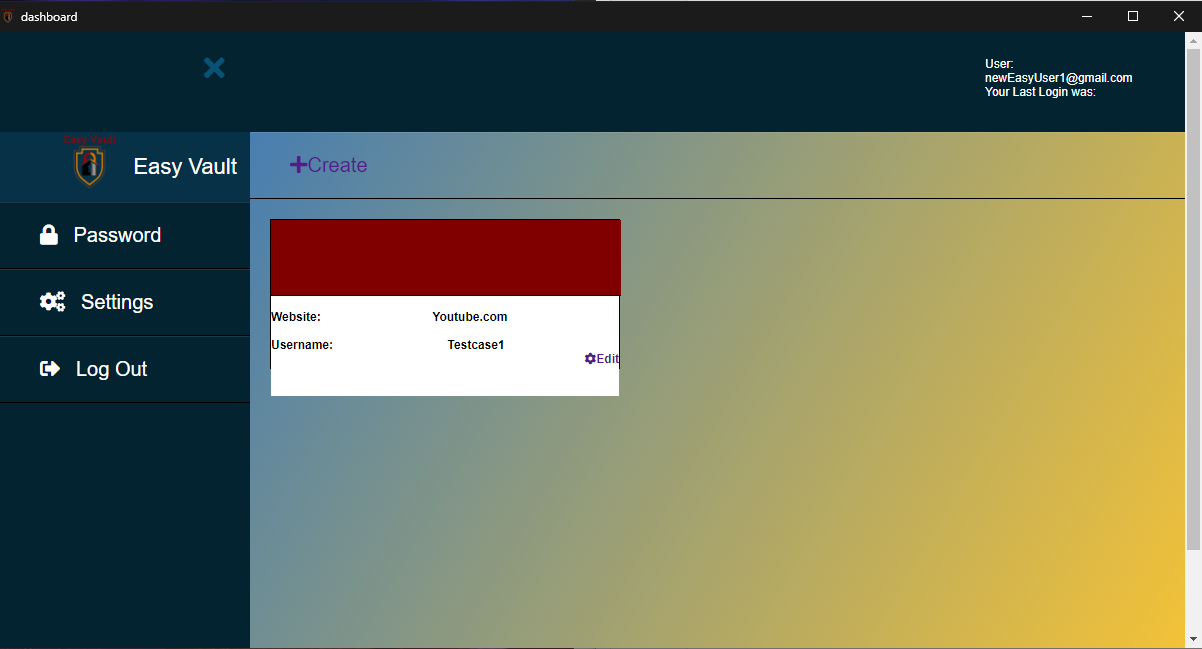 dashboard
User:
newEasyUser1@gmail.com
Your Last Login was:
Easy Vault
Easy Vault
Create
Password
Settings
Log Out
Website: Youtube.com
Username: Testcase1
Edit